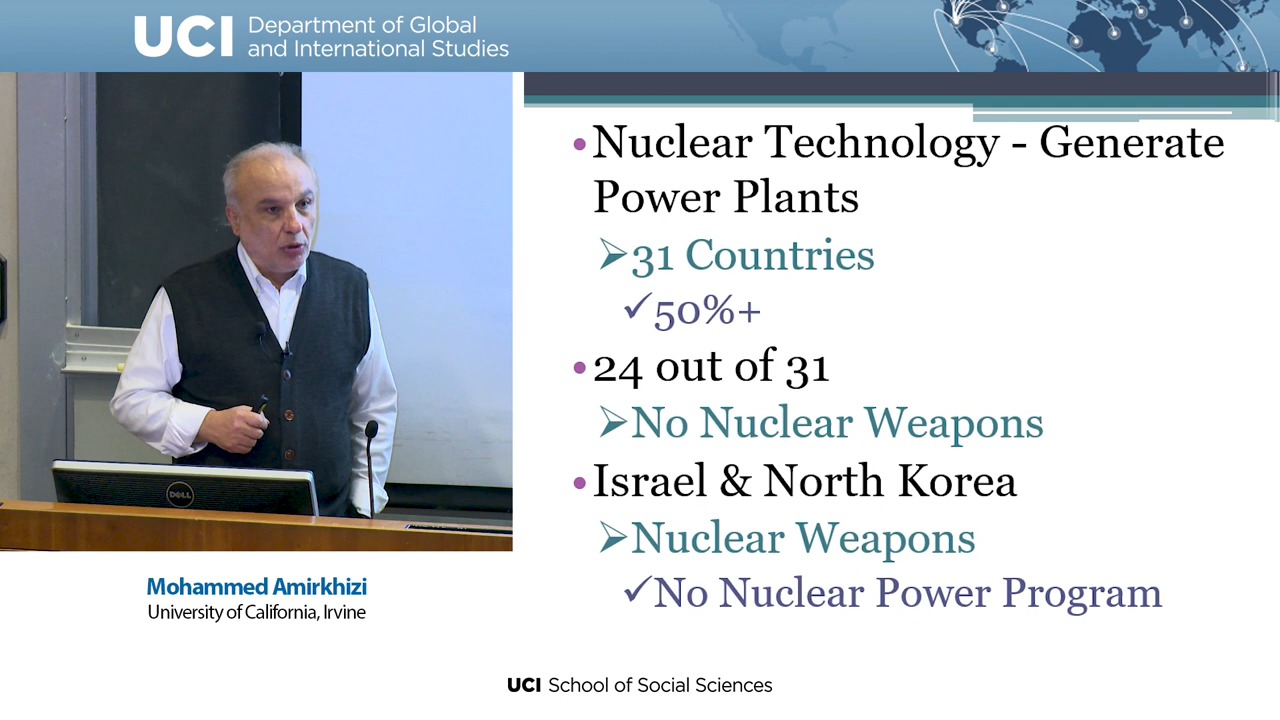 UCI Department of Global
and International Studies
•Nuclear Technology - Generate
Power Plants
➢31 Countries
✓50%+
•24 out of 31
➢No Nuclear Weapons
•Israel & North Korea
➢Nuclear Weapons
✓No Nuclear Power Program
DELL
Mohammed Amirkhizi
University of California, Irvine
UCI School of Social Sciences